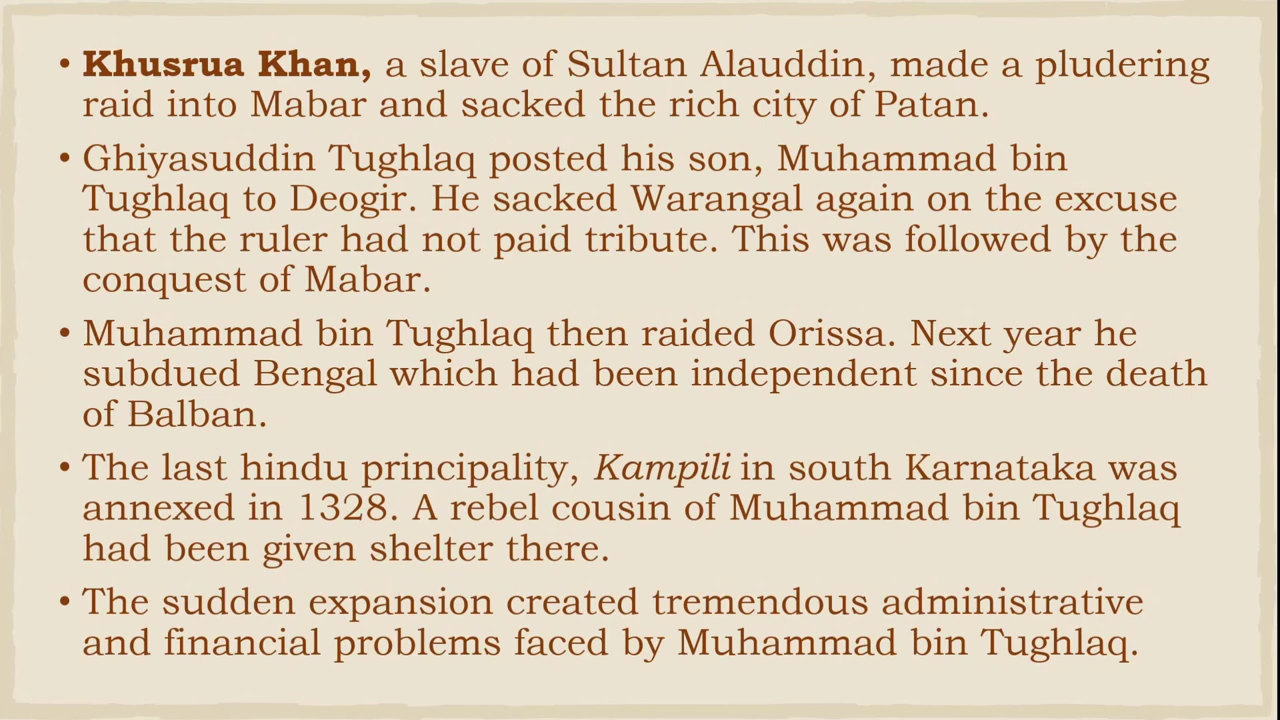 • Khusrua Khan, a slave of Sultan Alauddin, made a pludering
raid into Mabar and sacked the rich city of Patan.
• Ghiyasuddin Tughlaq posted his son, Muhammad bin
Tughlaq to Deogir. He sacked Warangal again on the excuse
that the ruler had not paid tribute. This was followed by the
conquest of Mabar.
• Muhammad bin Tughlaq then raided Orissa. Next year he
subdued Bengal which had been independent since the death
of Balban.
• The last hindu principality, Kampili in south Karnataka was
annexed in 1328. A rebel cousin of Muhammad bin Tughlaq
had been given shelter there.
• The sudden expansion created tremendous administrative
and financial problems faced by Muhammad bin Tughlaq.